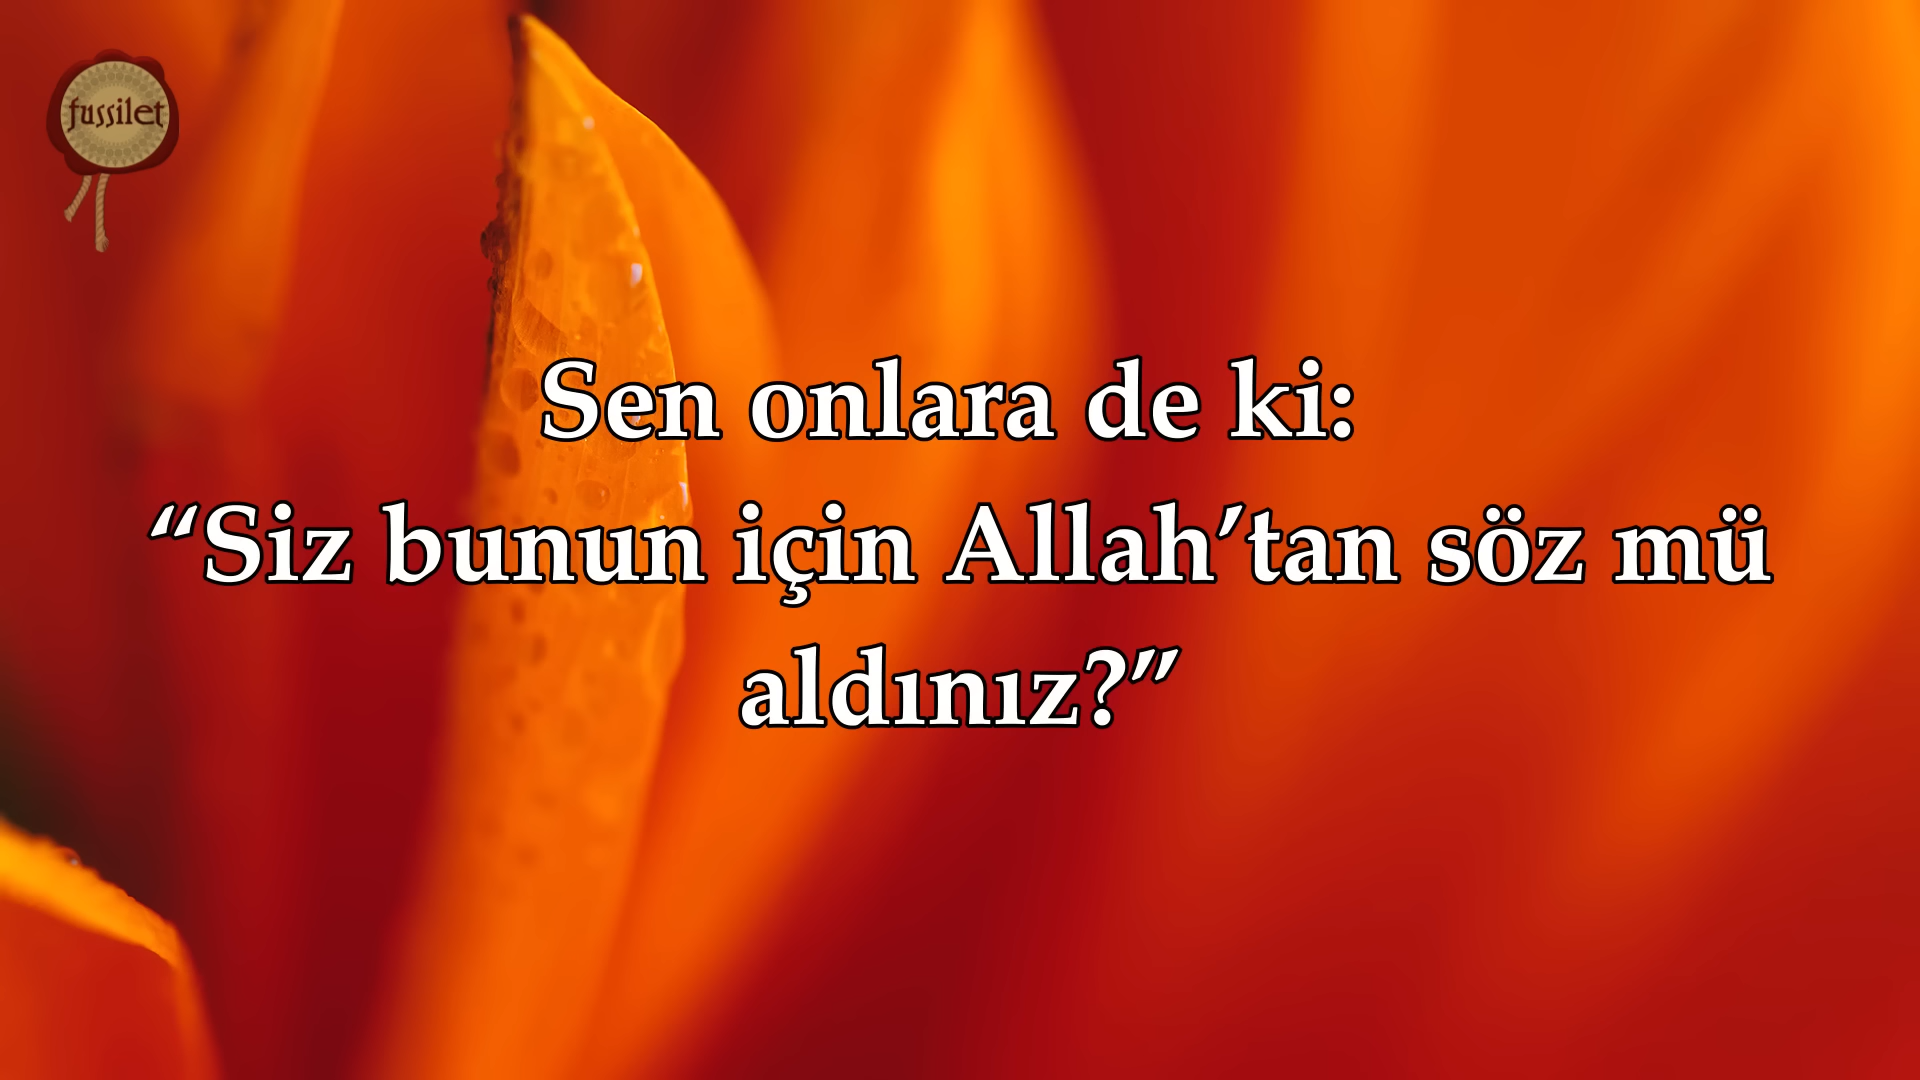 fussilet
Sen onlara de ki:
“Siz bunun için Allah’tan söz mü
aldınız?”